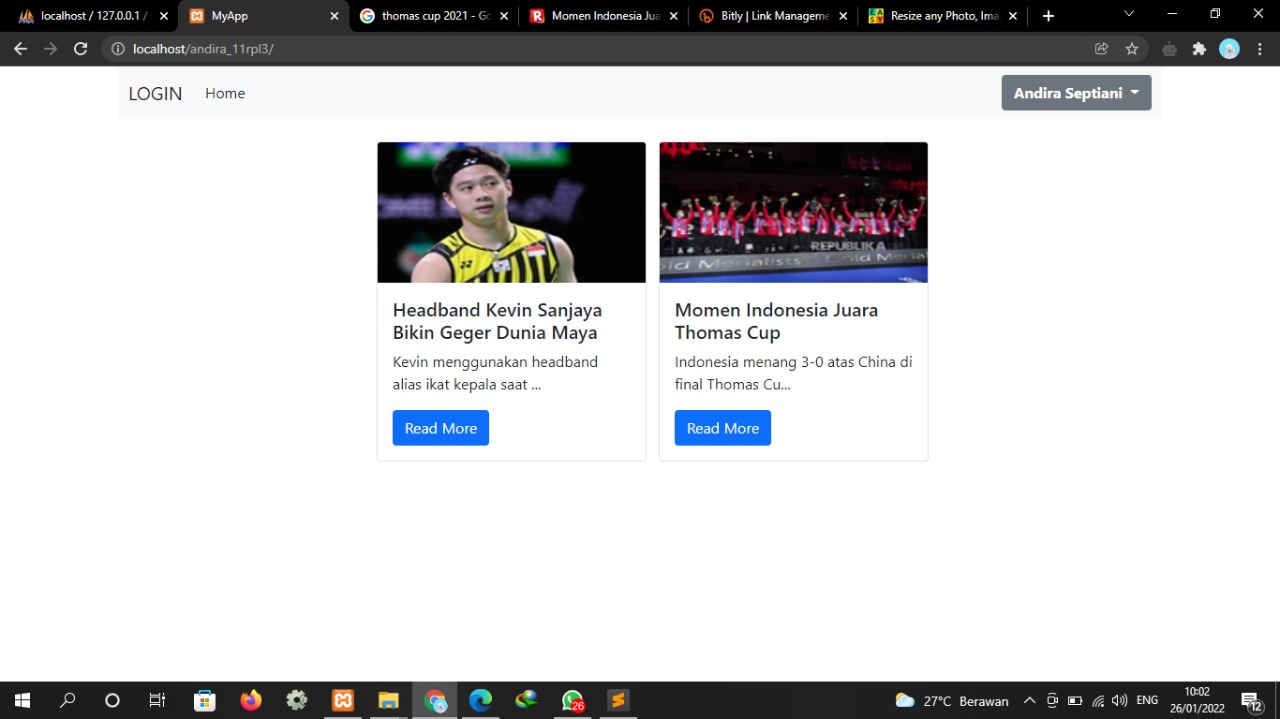 localhost / 127.0.0.1 /
MyApp
thomas cup 2021 - Go
Momen Indonesia Jua
Bitly | Link Manageme
Resize any Photo, Ima
localhost/andira_11rpl3/
LOGIN
Home
Andira Septiani
REPUBLIKA
Headband Kevin Sanjaya
Bikin Geger Dunia Maya
Kevin menggunakan headband
alias ikat kepala saat ...
Read More
Momen Indonesia Juara
Thomas Cup
Indonesia menang 3-0 atas China di
final Thomas Cu...
Read More
26
27°C Berawan
ENG
10:02
26/01/2022
12